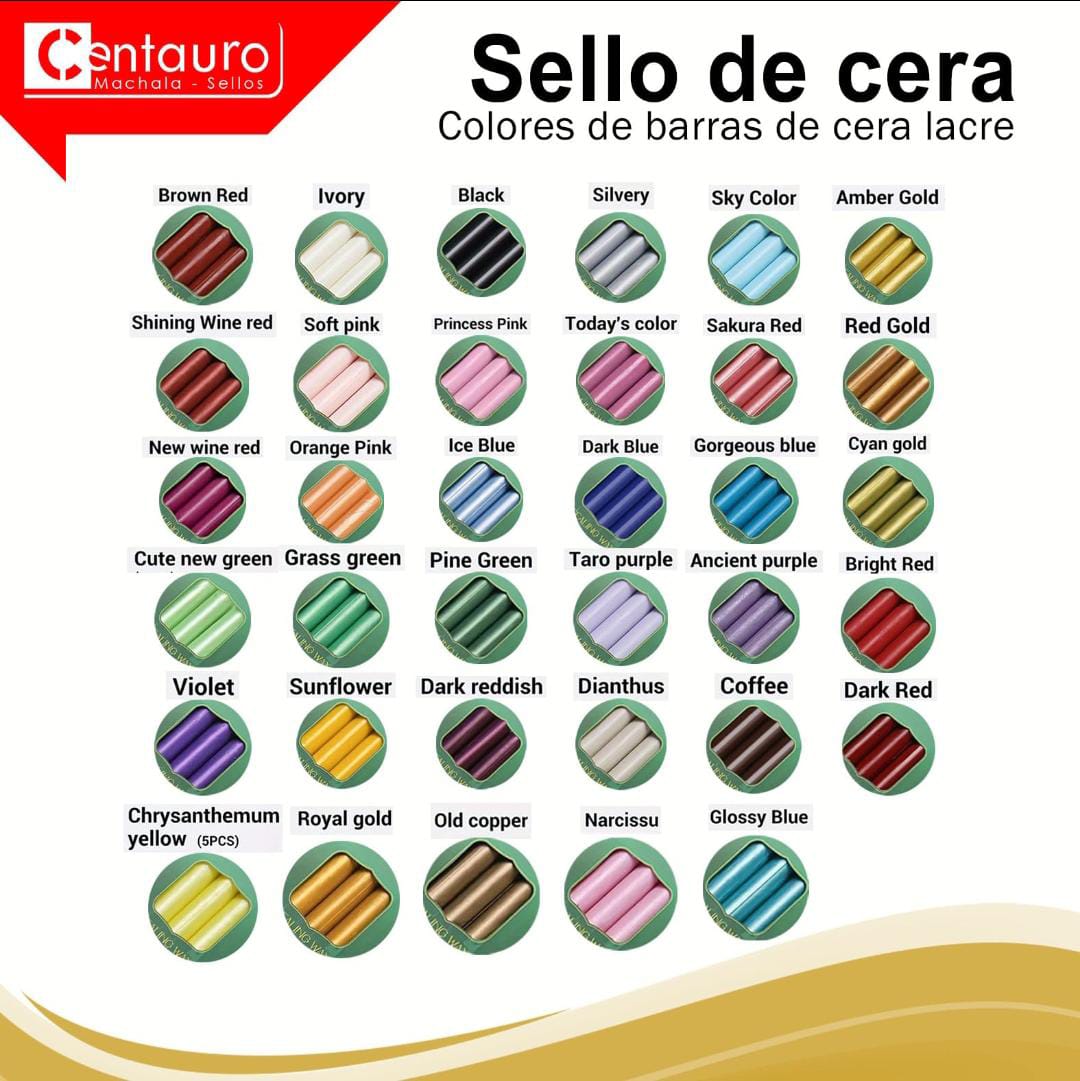 Centauro
Machala - Sellos
Sello de cera
Colores de barras de cera lacre
Brown Red
Ivory
Black
Silvery
Sky Color
Amber Gold
Shining Wine red
Soft pink
Princess Pink
Today's color
Sakura Red
Red Gold
New wine red
Orange Pink
Ice Blue
Dark Blue
Gorgeous blue
Cyan gold
Cute new green
Grass green
Pine Green
Taro purple
Ancient purple
Bright Red
Violet
Sunflower
Dark reddish
Dianthus
Coffee
Dark Red
Chrysanthemum
yellow (5PCS)
Royal gold
Old copper
Narcissu
Glossy Blue